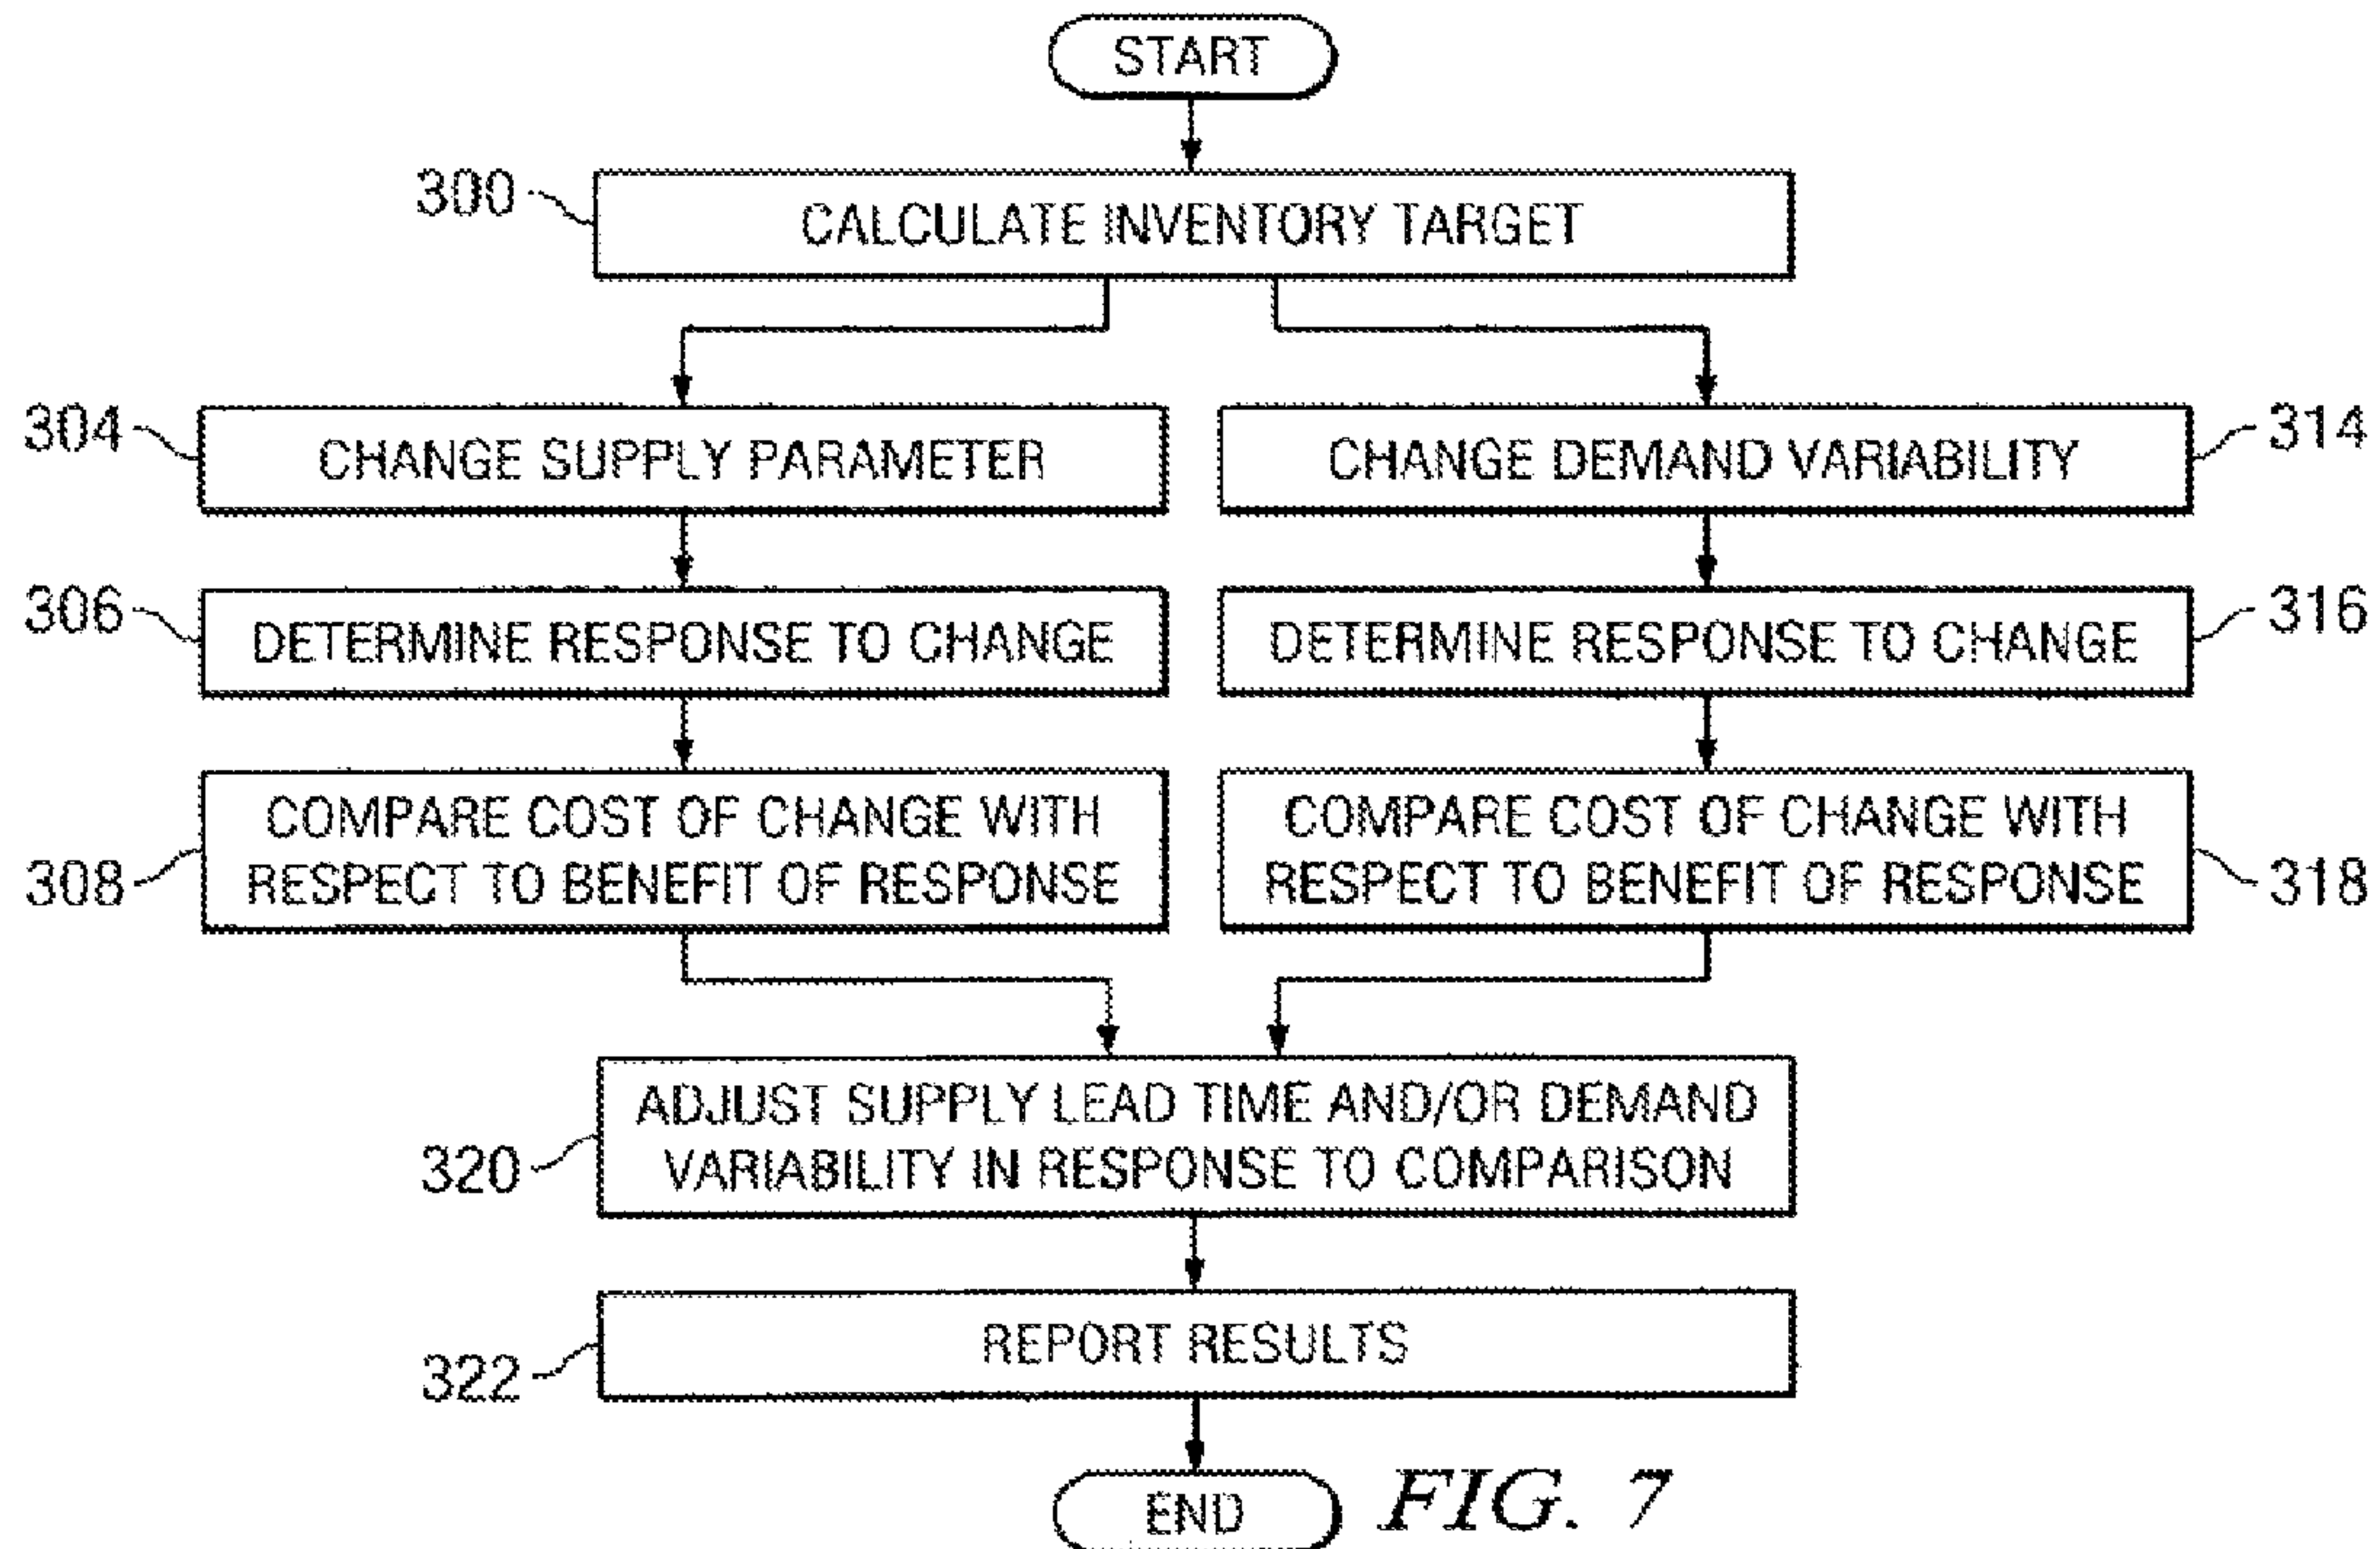 START
300
CALCULATE INVENTORY TARGET
304
CHANGE SUPPLY PARAMETER
CHANGE DEMAND VARIABILITY
314
306
DETERMINE RESPONSE TO CHANGE
DETERMINE RESPONSE TO CHANGE
316
308
COMPARE COST OF CHANGE WITH
RESPECT TO BENEFIT OF RESPONSE
COMPARE COST OF CHANGE WITH
RESPECT TO BENEFIT OF RESPONSE
318
320
ADJUST SUPPLY LEAD TIME AND/OR DEMAND
VARIABILITY IN RESPONSE TO COMPARISON
322
REPORT RESULTS
END
FIG. 7